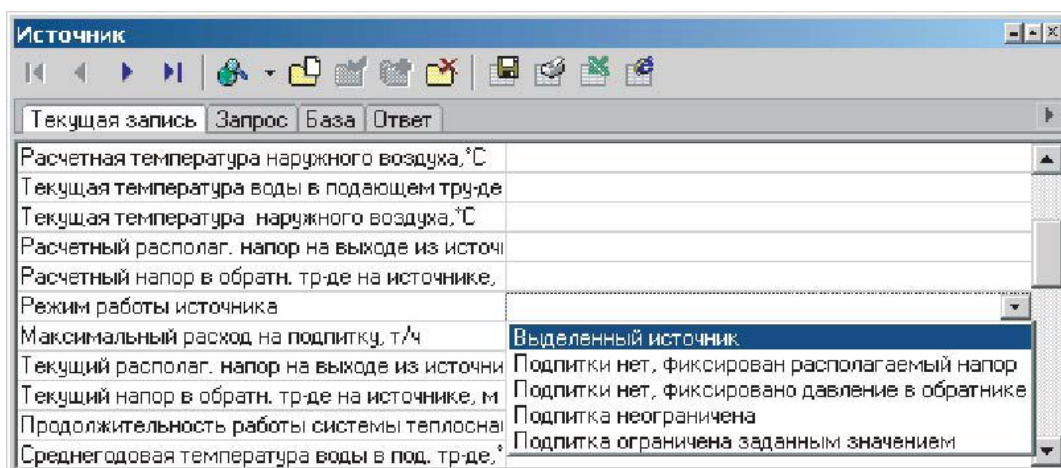 Источник
Текущая запись Запрос База Ответ
Расчетная температура наружного воздуха,°C
Текущая температура воды в подающем тру-де
Текущая температура наружного воздуха,°C
Расчетный располаг. напор на выходе из источ
Расчетный напор в обратн. тр-де на источнике,
Режим работы источника
Максимальный расход на подпитку, т/ч
Выделенный источник
Текущий располаг. напор на выходе из источни
Подпитки нет, фиксирован располагаемый напор
Текущий напор в обратн. тр-де на источнике, м
Подпитки нет, фиксировано давление в обратнике
Продолжительность работы системы теплосна
Подпитка неограничена
Среднегодовая температура воды в под. тр-де,°
Подпитка ограничена заданным значением